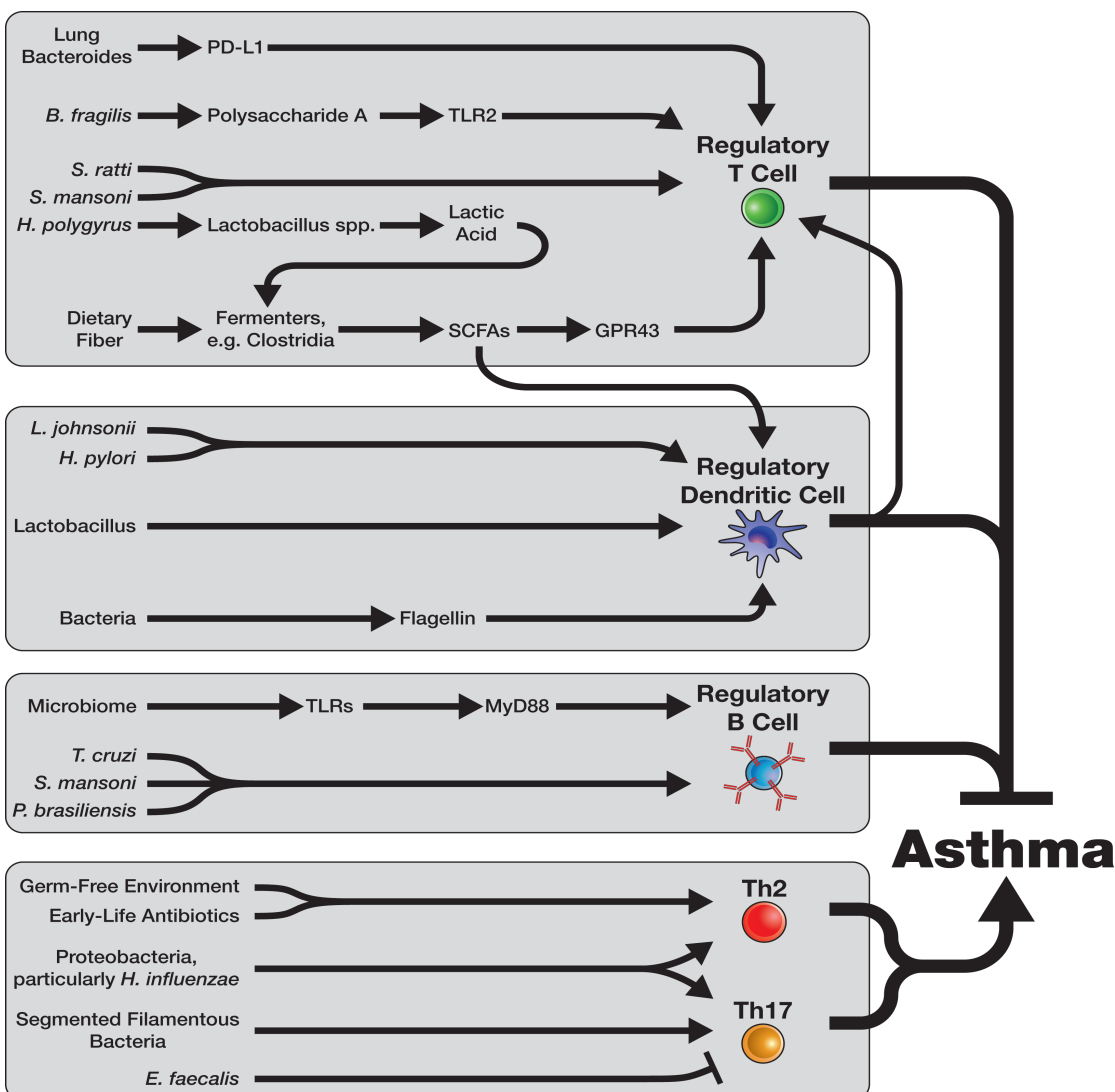 Lung
Bacteroides
PD-L1
B. fragilis
Polysaccharide A
TLR2
Regulatory
T Cell
S. ratti
S. mansoni
H. polygyrus
Lactobacillus spp.
Lactic
Acid
Dietary
Fiber
Fermenters,
e.g. Clostridia
SCFAs
GPR43
L. johnsonii
H. pylori
Regulatory
Dendritic Cell
Lactobacillus
Bacteria
Flagellin
Microbiome
TLRs
MyD88
Regulatory
B Cell
T. cruzi
S. mansoni
P. brasiliensis
Asthma
Germ-Free Environment
Early-Life Antibiotics
Th2
Proteobacteria,
particularly H. influenzae
Th17
Segmented Filamentous
Bacteria
E. faecalis